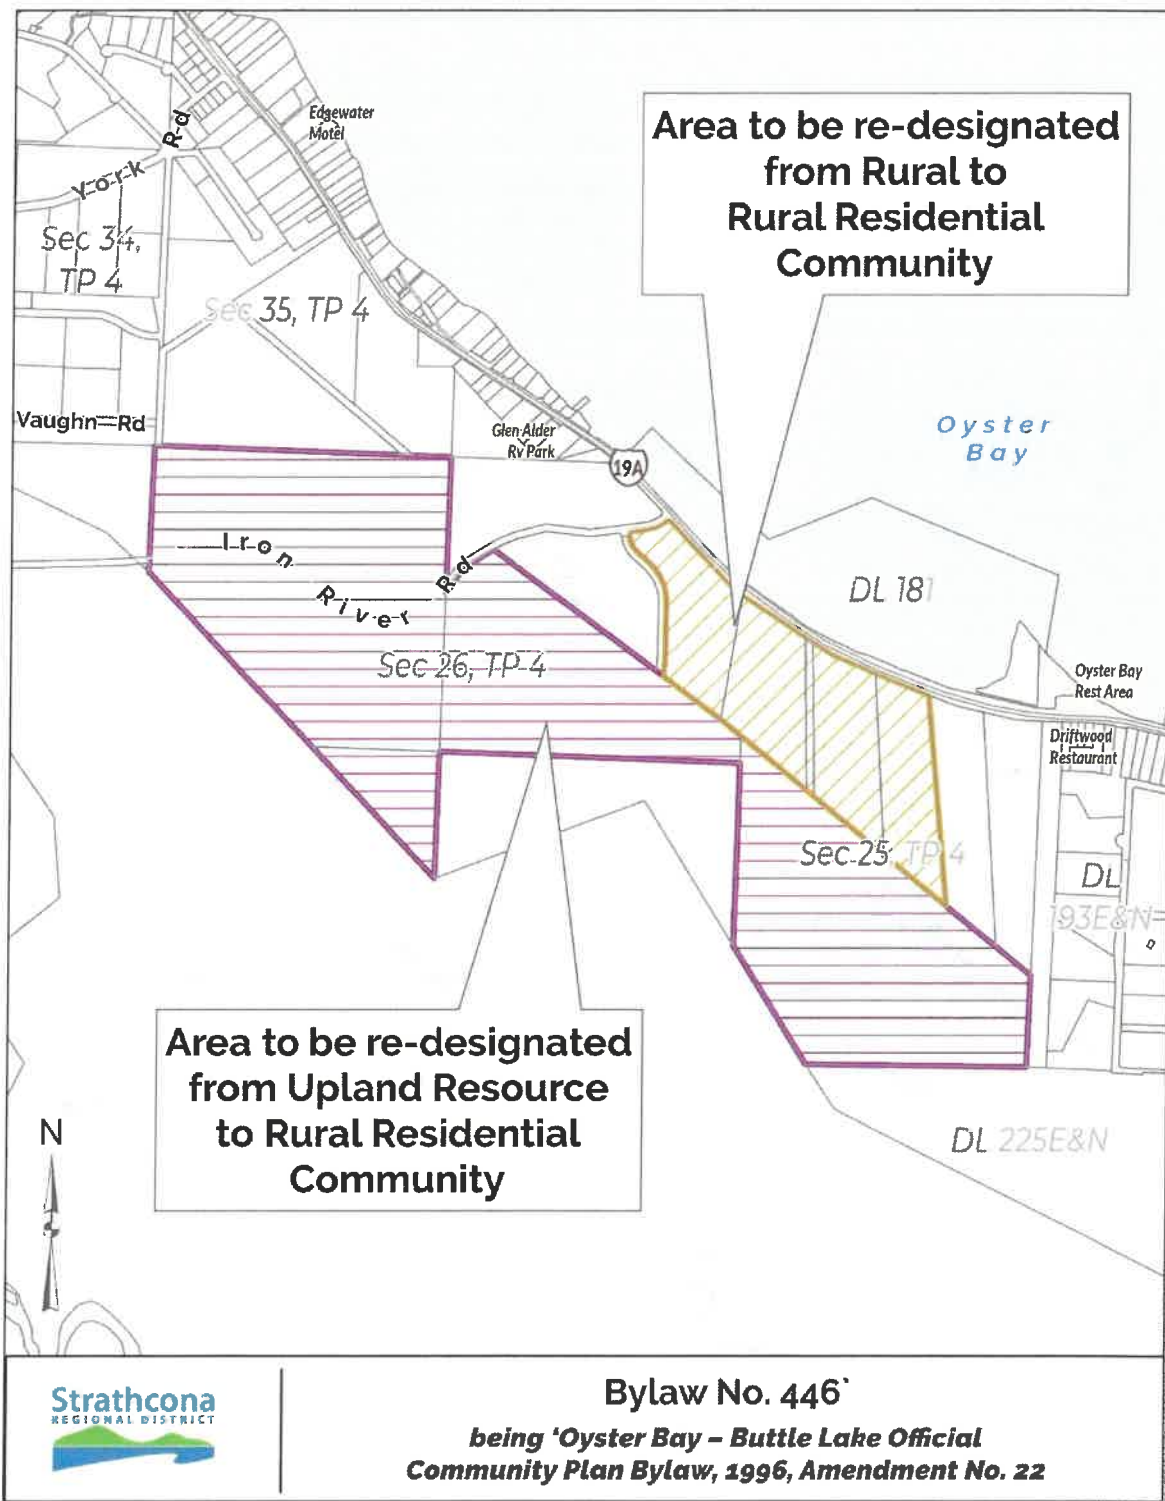 Edgewater
Motel
York Rd
Sec 34,
TP 4
Sec 35, TP 4
Area to be re-designated
from Rural to
Rural Residential
Community
Vaughn Rd
Glen Alder
Rv Park
19A
Oyster
Bay
Iron River Rd
DL 181
Sec 26, TP 4
Oyster Bay
Rest Area
Driftwood
Restaurant
Sec 25, TP 4
DL
193E&N
Area to be re-designated
from Upland Resource
to Rural Residential
Community
N
DL 225E&N
Strathcona
REGIONAL DISTRICT
Bylaw No. 446
being ‘Oyster Bay – Buttle Lake Official
Community Plan Bylaw, 1996, Amendment No. 22